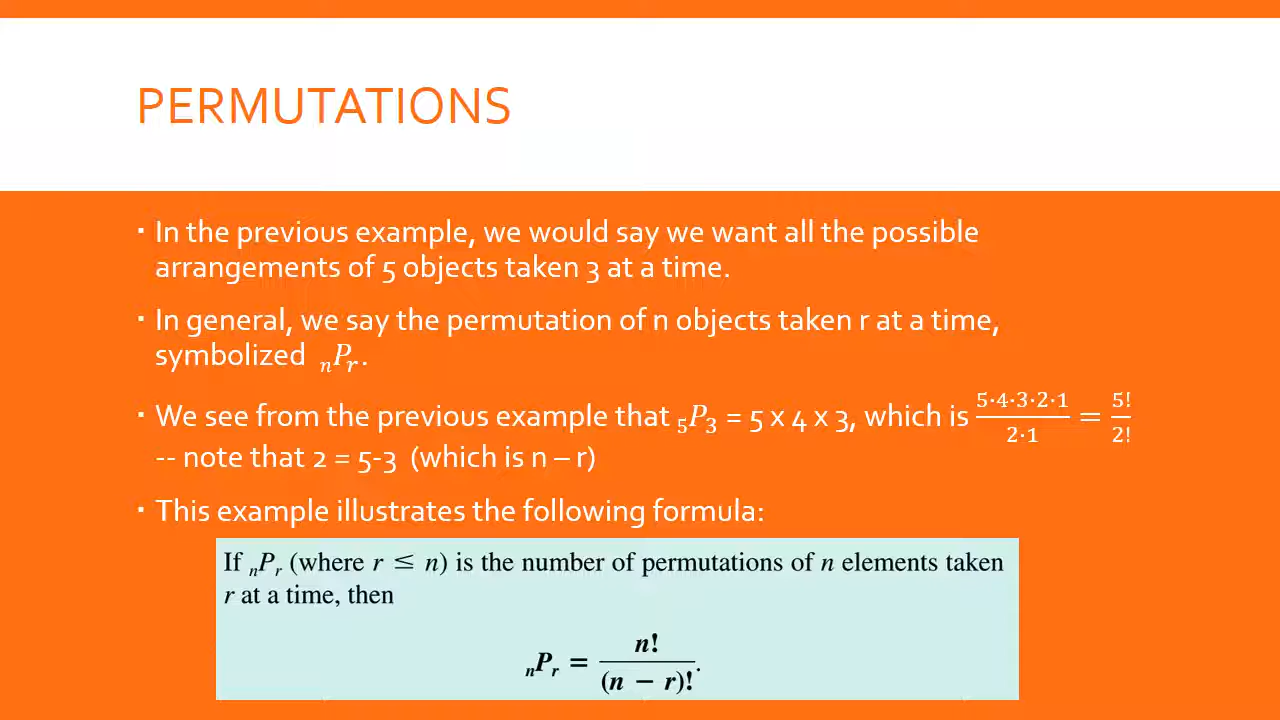 PERMUTATIONS
▪ In the previous example, we would say we want all the possible
arrangements of 5 objects taken 3 at a time.
▪ In general, we say the permutation of n objects taken r at a time,
symbolized ₙPᵣ.
▪ We see from the previous example that ₅P₃ = 5 x 4 x 3, which is 5·4·3·2·1/2·1 = 5!/2!
-- note that 2 = 5-3 (which is n – r)
▪ This example illustrates the following formula:
If ₙPᵣ (where r ≤ n) is the number of permutations of n elements taken
r at a time, then
ₙPᵣ = n!/(n − r)!.